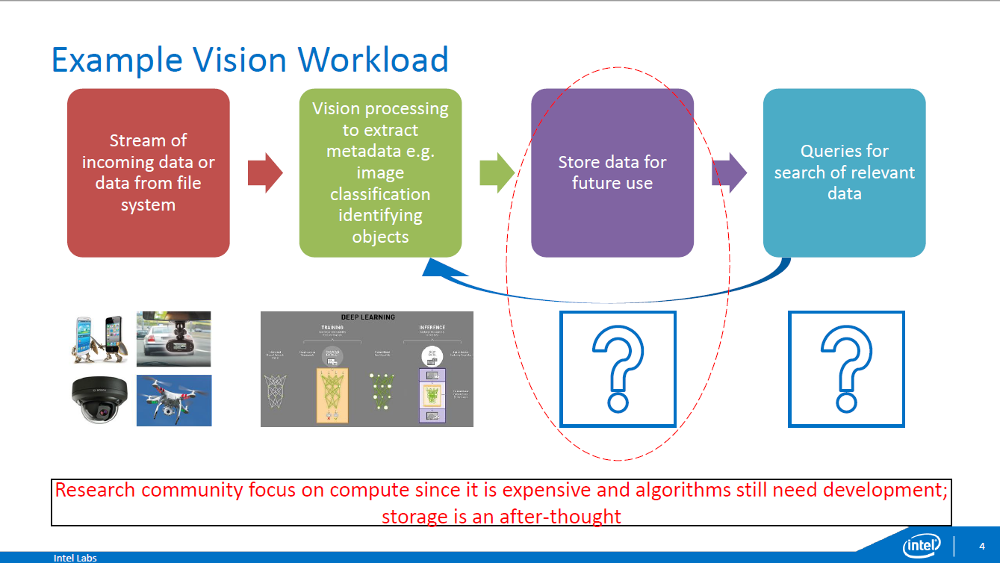 Example Vision Workload
Stream of
incoming data or
data from file
system
Vision processing
to extract
metadata e.g.
image
classification
identifying
objects
Store data for
future use
Queries for
search of relevant
data
DEEP LEARNING
TRAINING
INFERENCE
BOSCH
Research community focus on compute since it is expensive and algorithms still need development;
storage is an after-thought
Intel Labs
intel
4